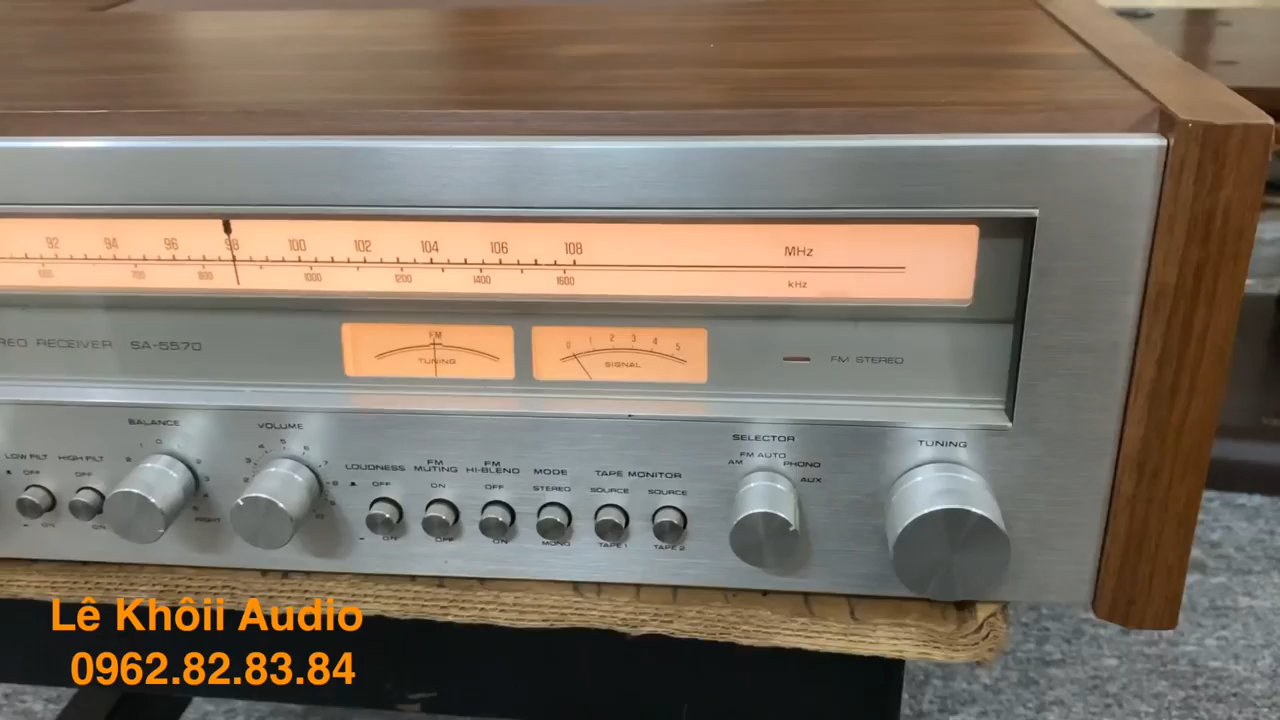 92 94 96 98 100 102 104 106 108 MHz
600 700 800 1000 1200 1400 1600 kHz
REO RECEIVER SA-5570
FM
TUNING
0 1 2 3 4 5
SIGNAL
FM STEREO
BALANCE
VOLUME
LOW FILT HIGH FILT
OFF OFF
ON ON
RIGHT
LOUDNESS
OFF
ON
FM
MUTING
ON
OFF
FM
HI-BLEND
OFF
ON
MODE
STEREO
MONO
TAPE MONITOR
SOURCE SOURCE
TAPE 1 TAPE 2
SELECTOR
FM AUTO
AM PHONO
AUX
TUNING
Lê Khôii Audio
0962.82.83.84